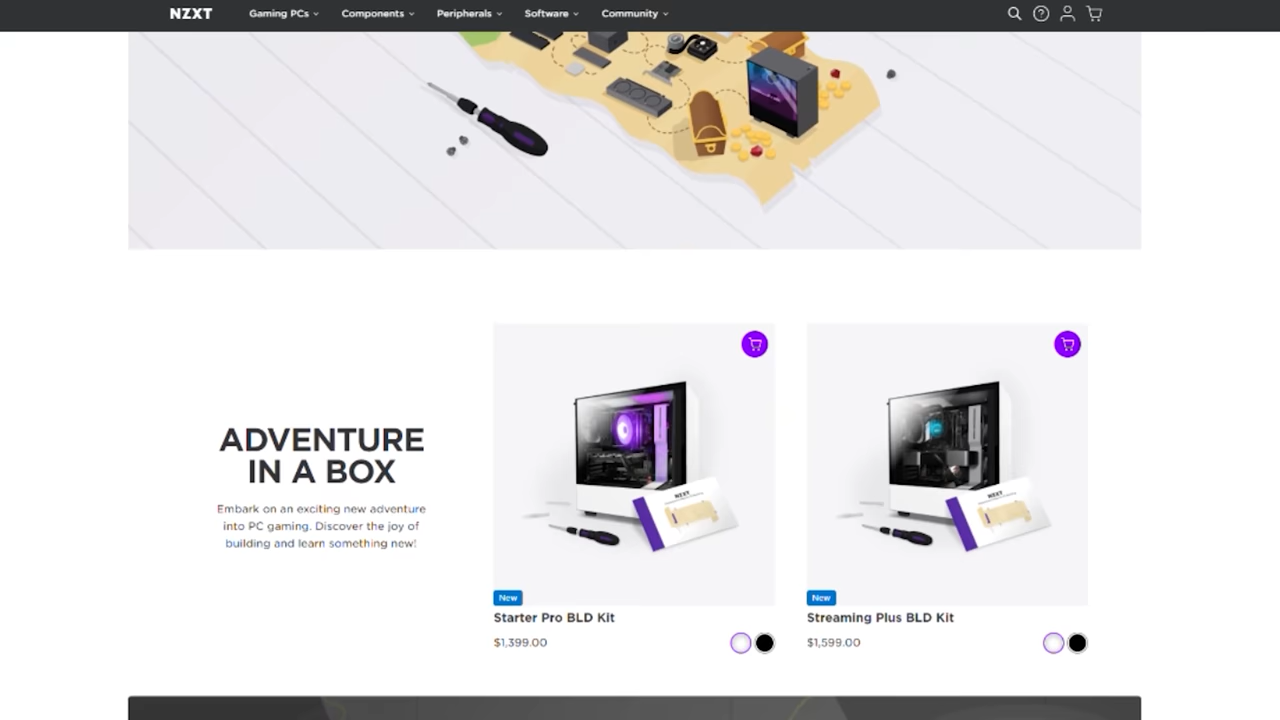 NZXT
Gaming PCs
Components
Peripherals
Software
Community
ADVENTURE
IN A BOX
Embark on an exciting new adventure
into PC gaming. Discover the joy of
building and learn something new!
NZXT
New
Starter Pro BLD Kit
$1,399.00
NZXT
New
Streaming Plus BLD Kit
$1,599.00